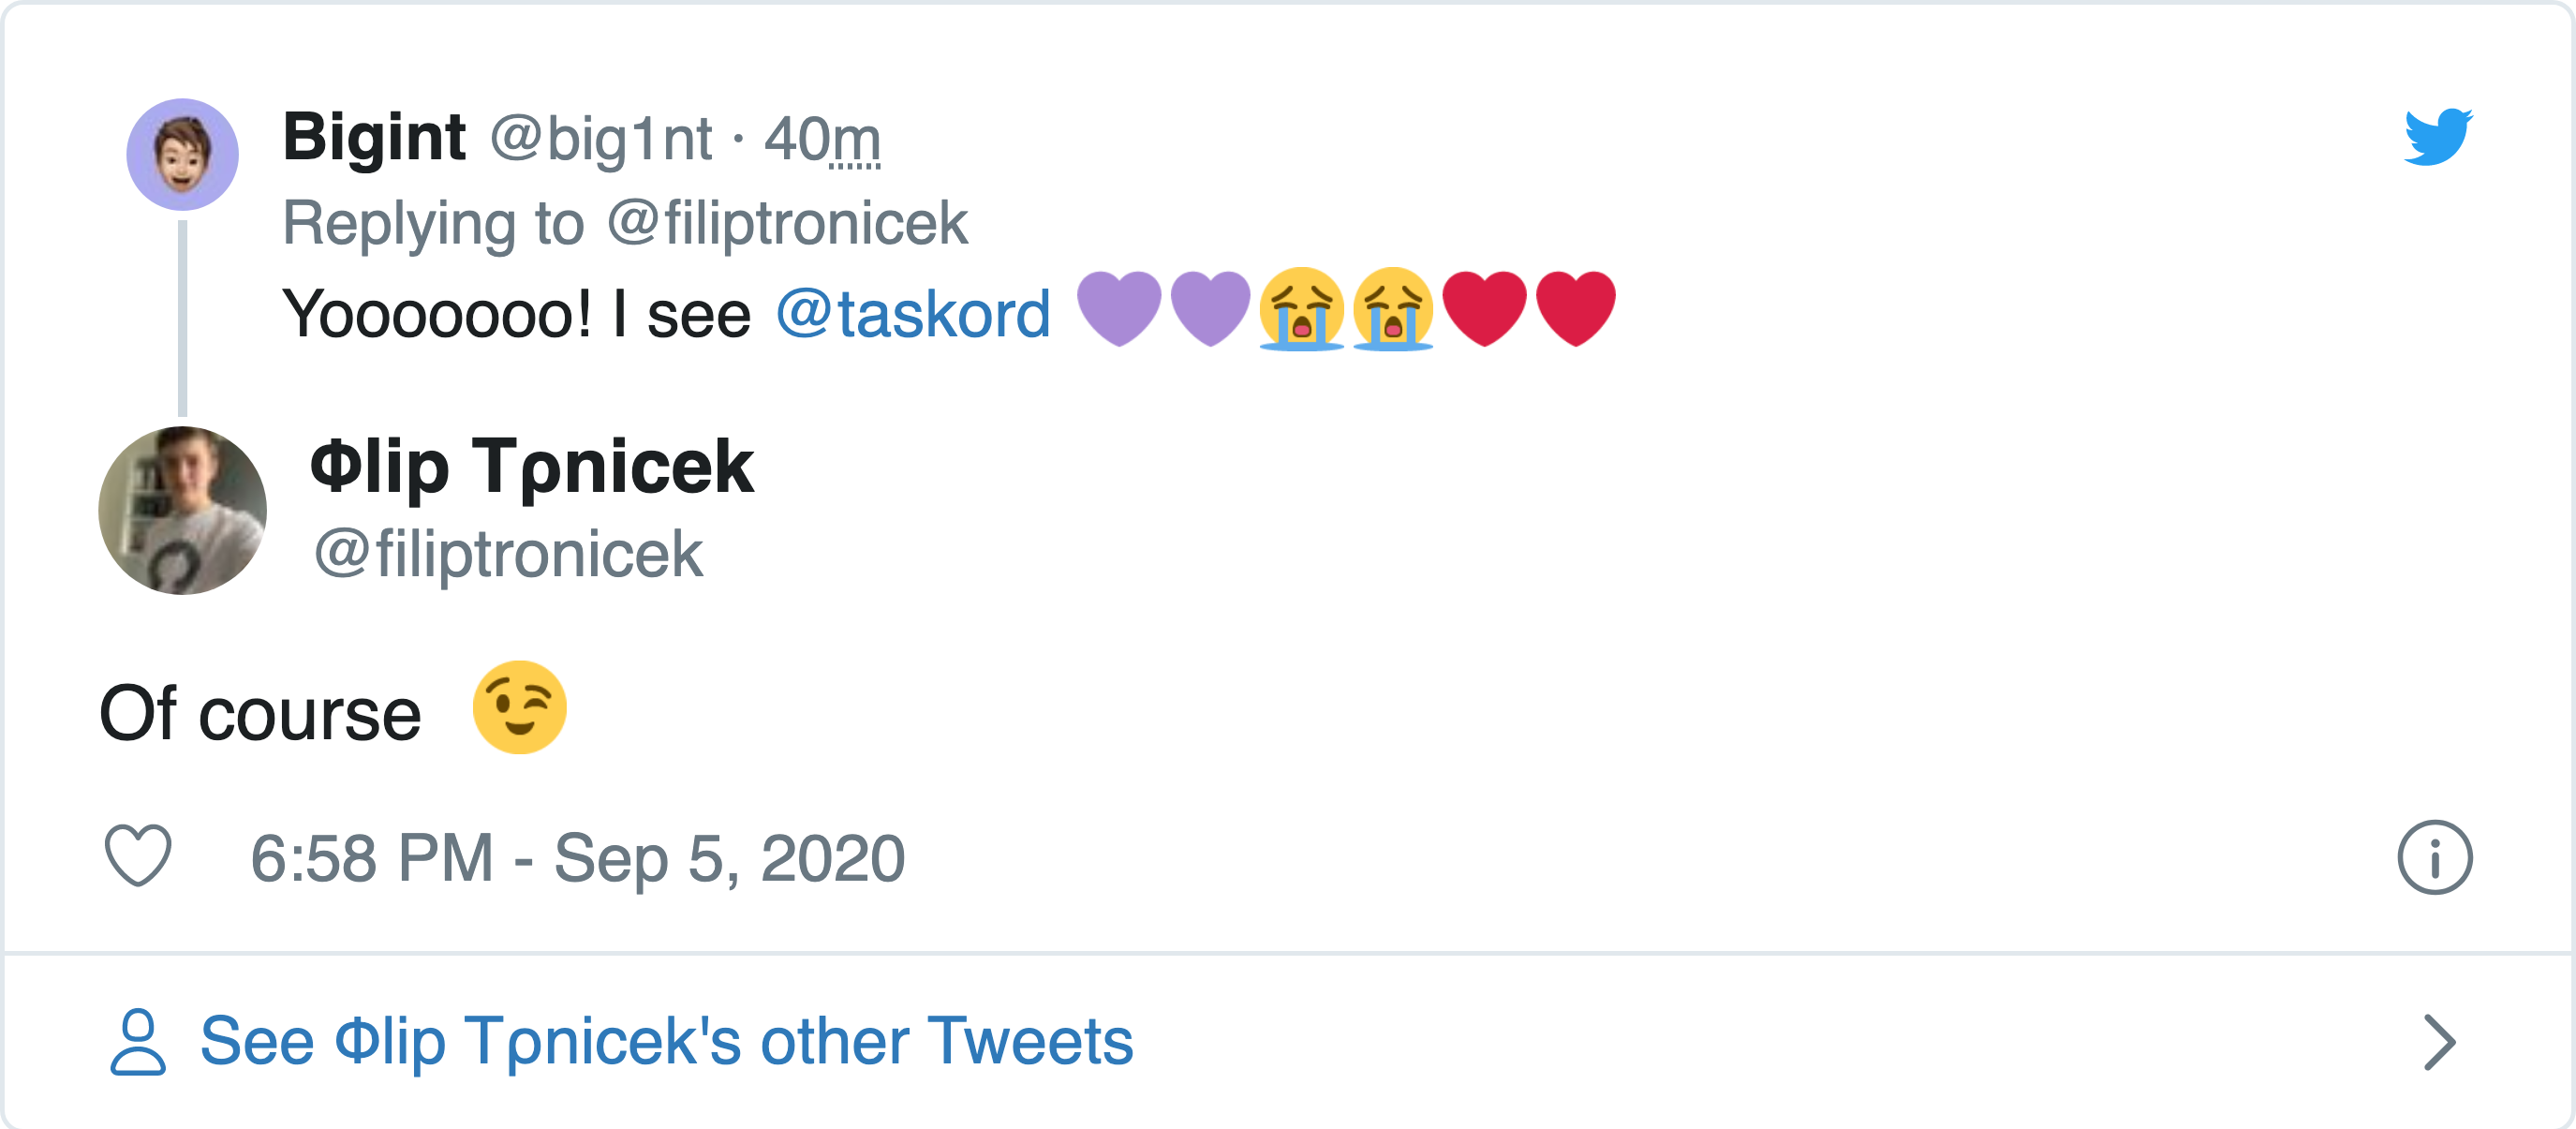 Bigint @big1nt · 40m
Replying to @filiptronicek
Yooooooo! I see @taskord 💜💜😭😭❤️❤️
Φlip Tρnicek
@filiptronicek
Of course 😉
6:58 PM - Sep 5, 2020
See Φlip Tρnicek's other Tweets